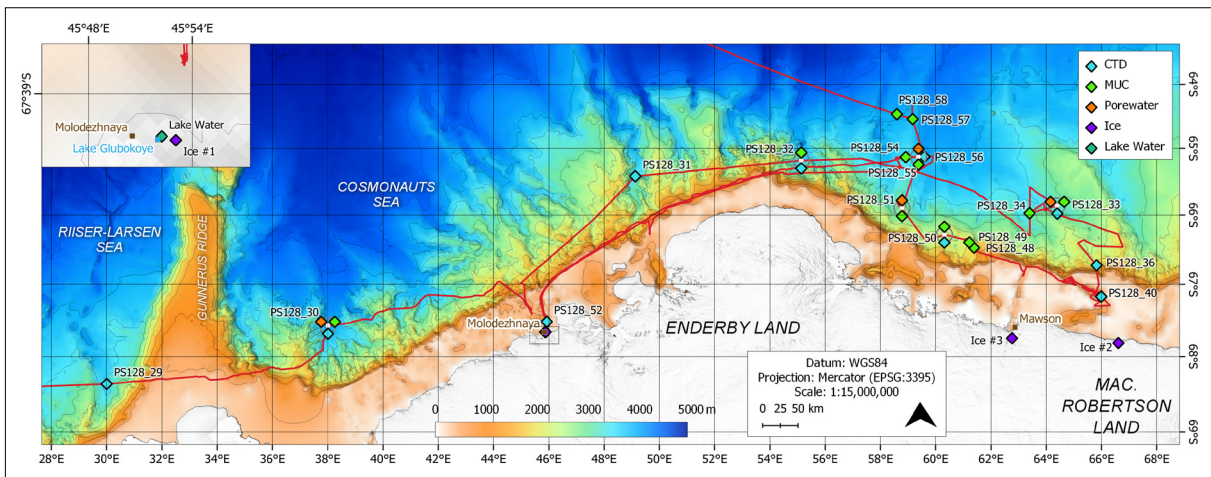 45°48'E
45°54'E
67°39'S
Molodezhnaya
Lake Water
Lake Glubokoye
Ice #1
CTD
MUC
Porewater
Ice
Lake Water
64°S
65°S
66°S
67°S
68°S
69°S
PS128_58
PS128_57
PS128_32
PS128_54
PS128_56
PS128_31
PS128_55
COSMONAUTS
SEA
PS128_51
PS128_34
PS128_33
RIISER-LARSEN
SEA
GUNNERUS RIDGE
PS128_50
PS128_49
PS128_48
PS128_36
PS128_40
PS128_30
PS128_52
Molodezhnaya
ENDERBY LAND
Mawson
Ice #3
Ice #2
PS128_29
Datum: WGS84
Projection: Mercator (EPSG:3395)
Scale: 1:15,000,000
0 25 50 km
MAC.
ROBERTSON
LAND
0 1000 2000 3000 4000 5000 m
28°E 30°E 32°E 34°E 36°E 38°E 40°E 42°E 44°E 46°E 48°E 50°E 52°E 54°E 56°E 58°E 60°E 62°E 64°E 66°E 68°E